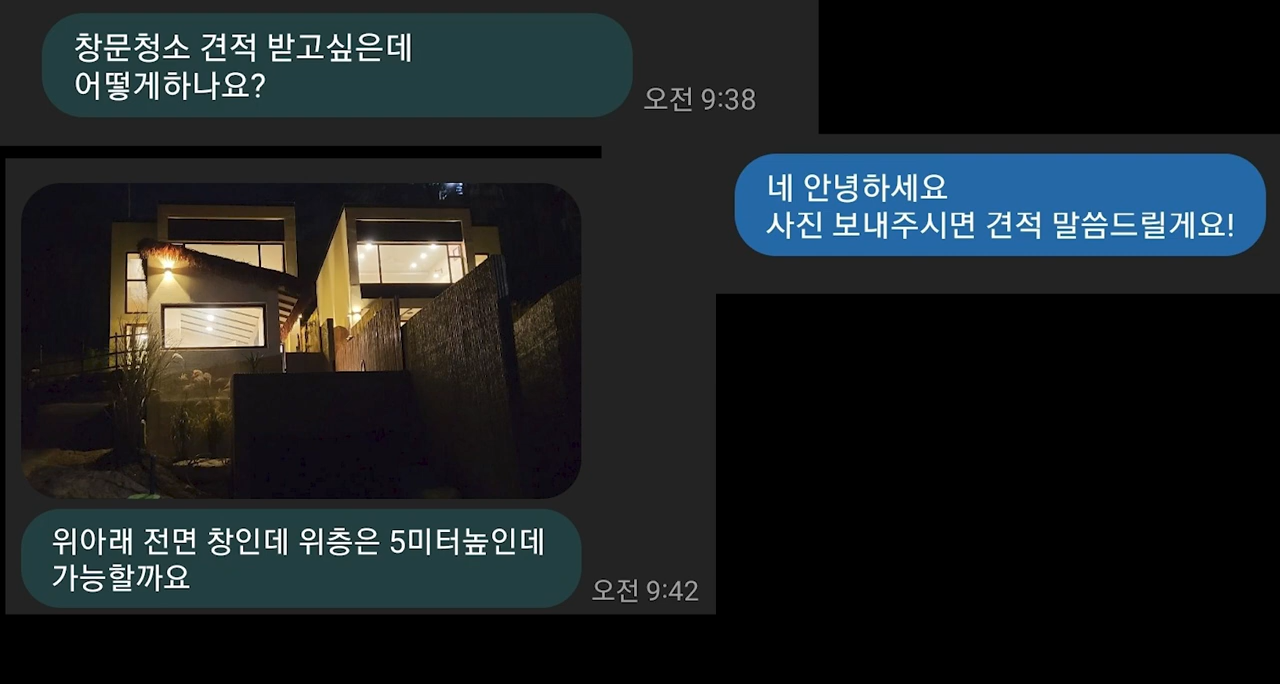 창문청소 견적 받고싶은데
어떻게하나요?
오전 9:38
네 안녕하세요
사진 보내주시면 견적 말씀드릴게요!
위아래 전면 창인데 위층은 5미터높인데
가능할까요
오전 9:42